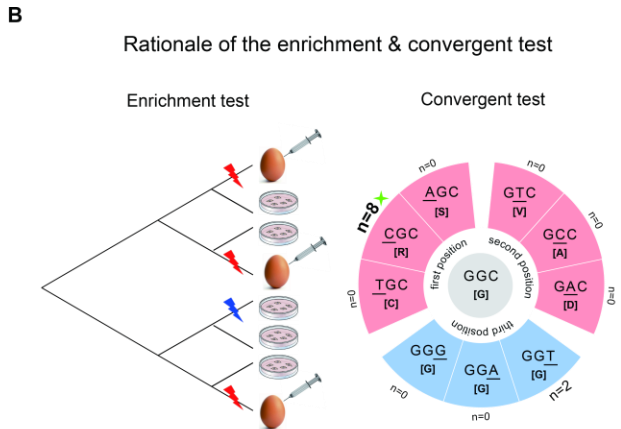 B
Rationale of the enrichment & convergent test
Enrichment test
Convergent test
n=0
AGC
[S]
n=8
CGC
[R]
n=0
TGC
[C]
first position
n=0
GTC
[V]
n=0
GCC
[A]
n=0
GAC
[D]
second position
GGC
[G]
third position
GGG
[G]
n=0
GGA
[G]
n=0
GGT
[G]
n=2